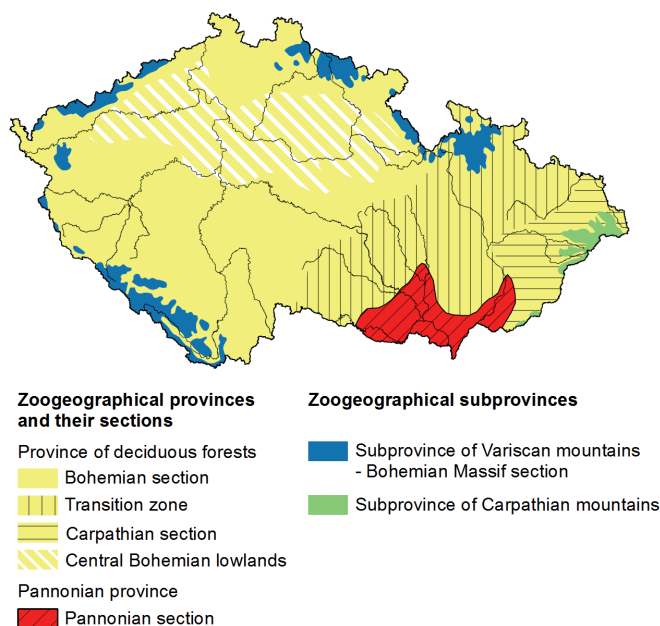 Zoogeographical provinces
and their sections
Province of deciduous forests
Bohemian section
Transition zone
Carpathian section
Central Bohemian lowlands
Pannonian province
Pannonian section
Zoogeographical subprovinces
Subprovince of Variscan mountains
- Bohemian Massif section
Subprovince of Carpathian mountains